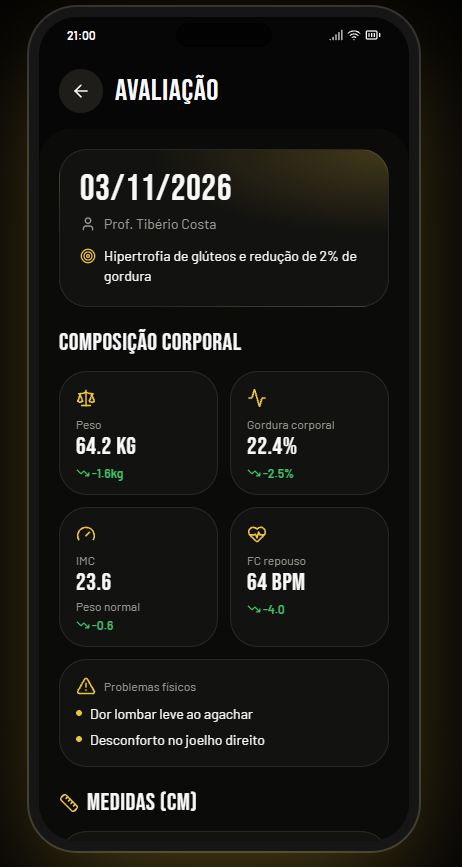 21:00
AVALIAÇÃO
03/11/2026
Prof. Tibério Costa
Hipertrofia de glúteos e redução de 2% de
gordura
COMPOSIÇÃO CORPORAL
Peso
64.2 KG
-1.6kg
Gordura corporal
22.4%
-2.5%
IMC
23.6
Peso normal
-0.6
FC repouso
64 BPM
-4.0
Problemas físicos
Dor lombar leve ao agachar
Desconforto no joelho direito
MEDIDAS (CM)